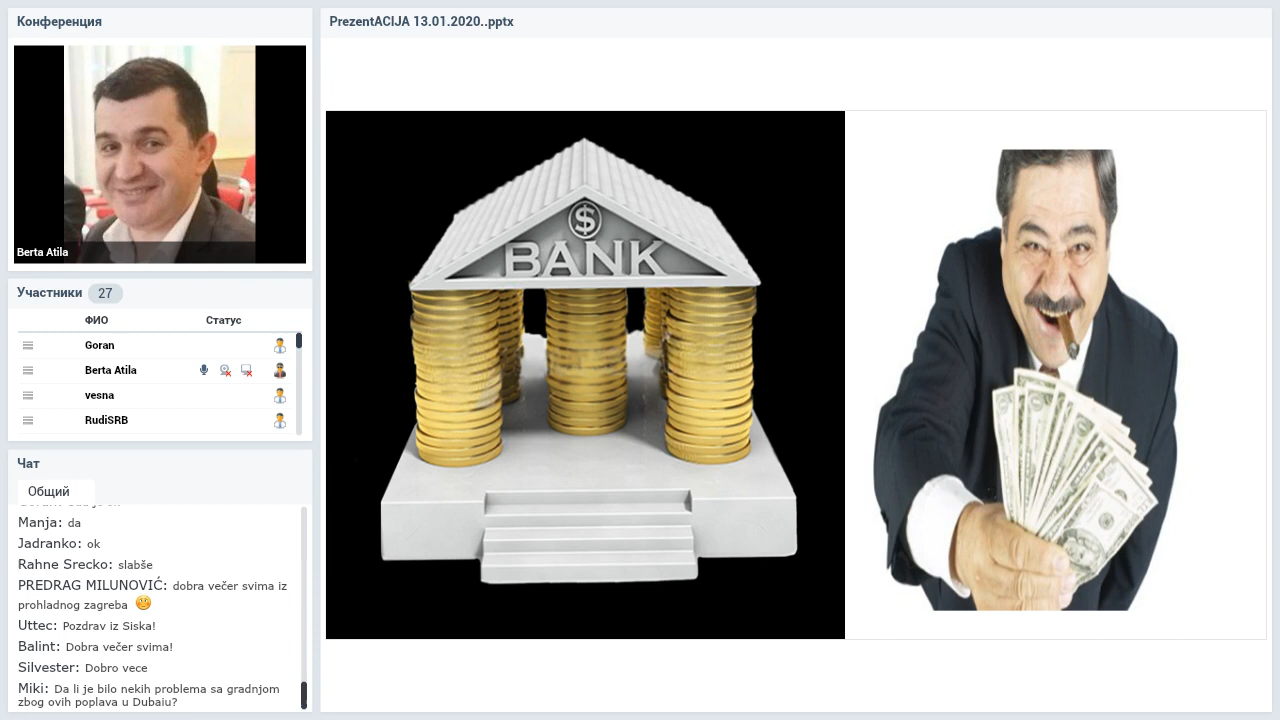 Конференция
Berta Atila
Участники 27
ФИО Статус
Goran
Berta Atila
vesna
RudiSRB
Чат
Общий
Manja: da
Jadranko: ok
Rahne Srecko: slabše
PREDRAG MILUNOVIĆ: dobra večer svima iz
prohladnog zagreba
Uttec: Pozdrav iz Siska!
Balint: Dobra večer svima!
Silvester: Dobro vece
Miki: Da li je bilo nekih problema sa gradnjom
zbog ovih poplava u Dubaiu?
PrezentACIJA 13.01.2020..pptx
$
BANK